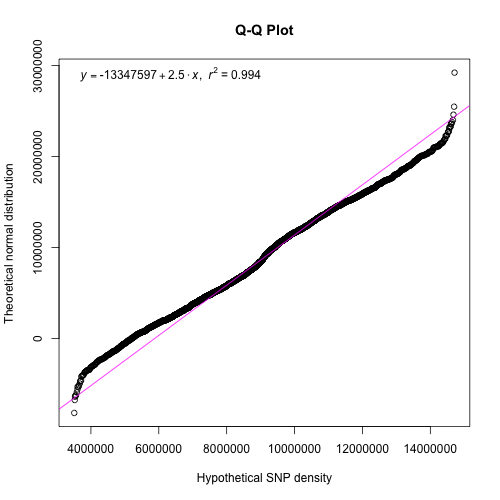 Q-Q Plot
y = -13347597 + 2.5 · x, r² = 0.994
30000000
20000000
10000000
0
Theoretical normal distribution
4000000 6000000 8000000 10000000 12000000 14000000
Hypothetical SNP density